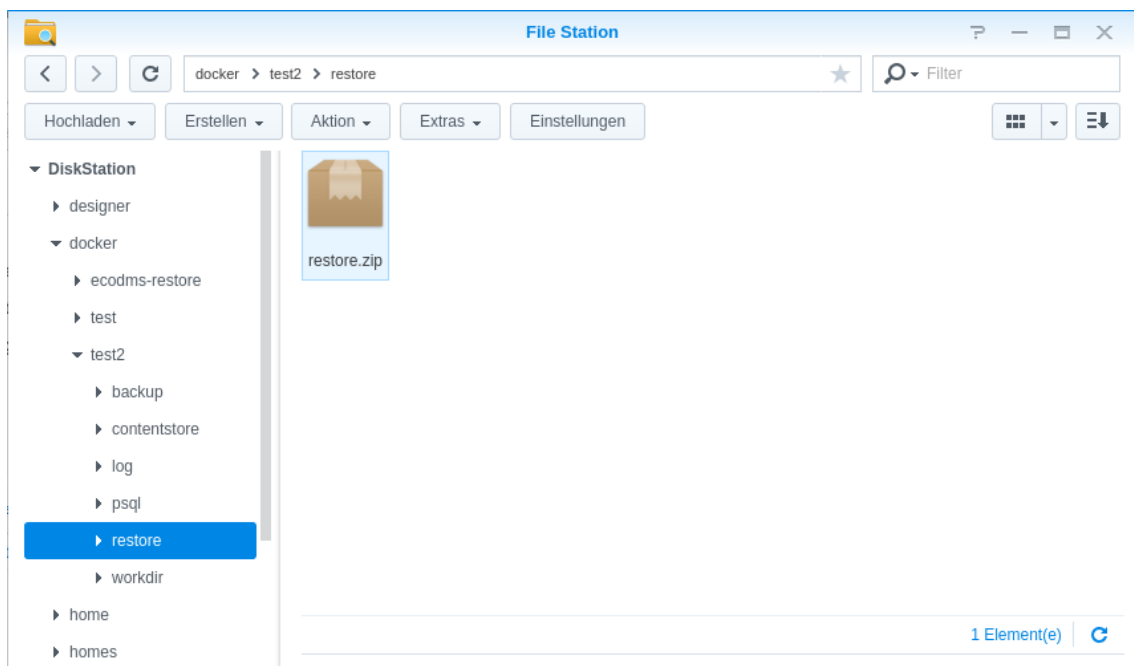 File Station
docker > test2 > restore
Filter
Hochladen
Erstellen
Aktion
Extras
Einstellungen
DiskStation
designer
docker
ecodms-restore
test
test2
backup
contentstore
log
psql
restore
workdir
home
homes
restore.zip
1 Element(e)